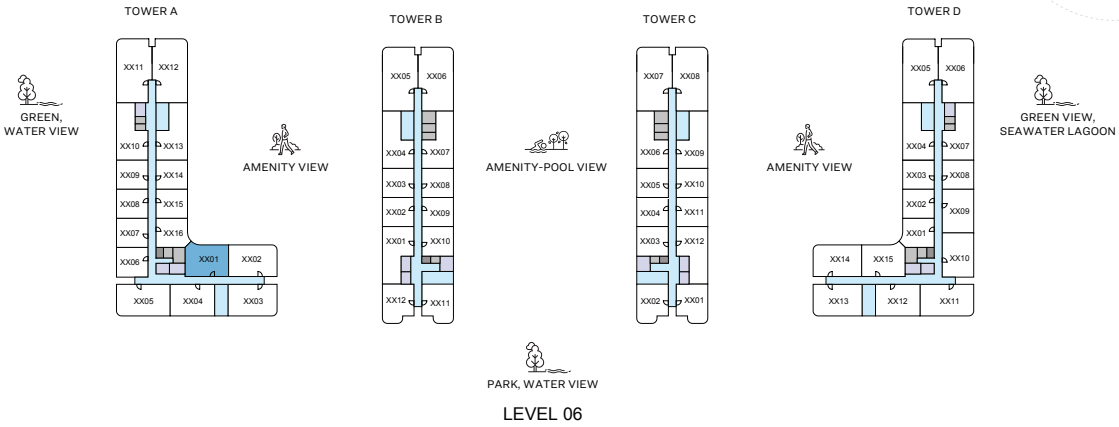 TOWER A
TOWER B
TOWER C
TOWER D
GREEN,
WATER VIEW
AMENITY VIEW
AMENITY-POOL VIEW
AMENITY VIEW
GREEN VIEW,
SEAWATER LAGOON
XX11 XX12
XX10 XX13
XX09 XX14
XX08 XX15
XX07 XX16
XX06 XX01 XX02
XX05 XX04 XX03
XX05 XX06
XX04 XX07
XX03 XX08
XX02 XX09
XX01 XX10
XX12 XX11
XX07 XX08
XX06 XX09
XX05 XX10
XX04 XX11
XX03 XX12
XX02 XX01
XX05 XX06
XX04 XX07
XX03 XX08
XX02 XX09
XX01
XX14 XX15 XX10
XX13 XX12 XX11
PARK, WATER VIEW
LEVEL 06